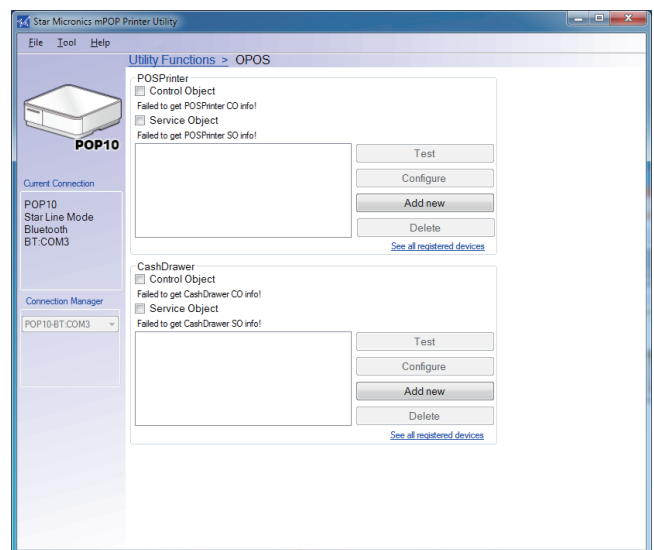 Star Micronics mPOP Printer Utility
File Tool Help
Utility Functions > OPOS
POP10
Current Connection
POP10
Star Line Mode
Bluetooth
BT:COM3
Connection Manager
POP10-BT:COM3
POSPrinter
Control Object
Failed to get POSPrinter CO info!
Service Object
Failed to get POSPrinter SO info!
Test
Configure
Add new
Delete
See all registered devices
CashDrawer
Control Object
Failed to get CashDrawer CO info!
Service Object
Failed to get CashDrawer SO info!
Test
Configure
Add new
Delete
See all registered devices